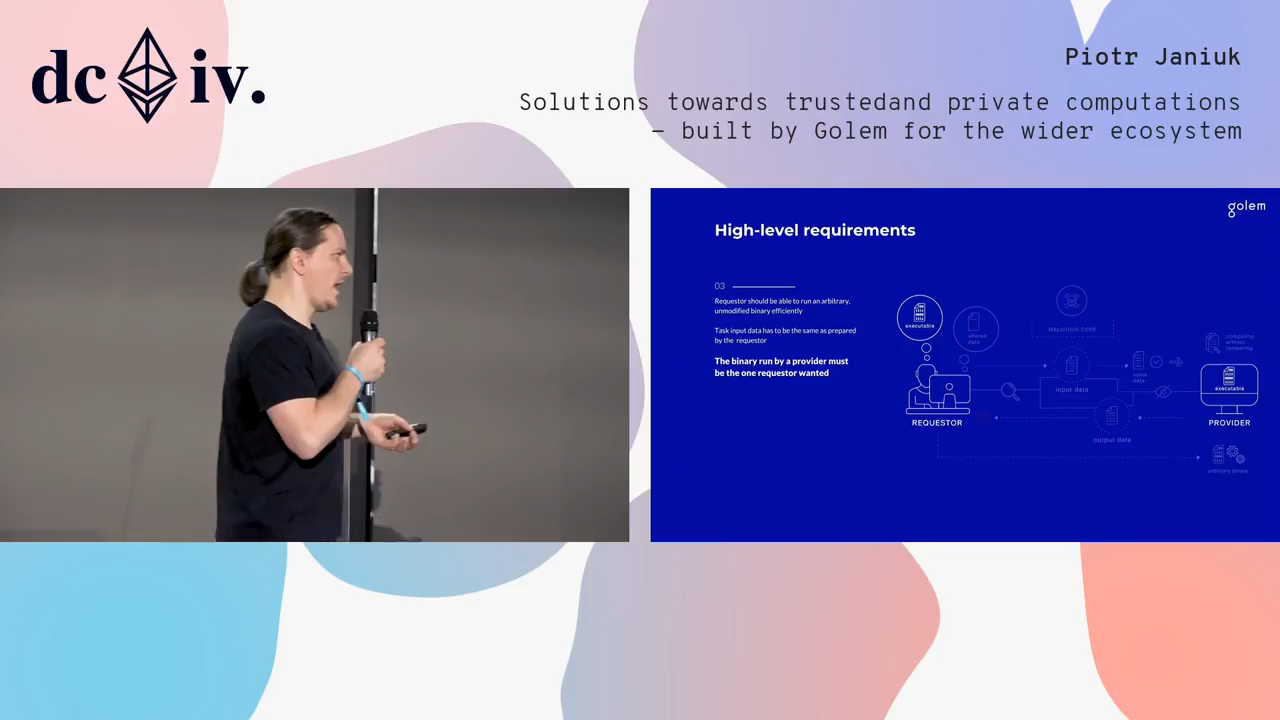 dc iv.
Piotr Janiuk
Solutions towards trustedand private computations
– built by Golem for the wider ecosystem
golem
High-level requirements
03
Requestor should be able to run an arbitrary,
unmodified binary efficiently
Task input data has to be the same as prepared
by the requestor
The binary run by a provider must
be the one requestor wanted
executable
altered
data
MALICIOUS CODE
computing
without
tampering
input data
same
data
executable
REQUESTOR
PROVIDER
output data
arbitrary binary